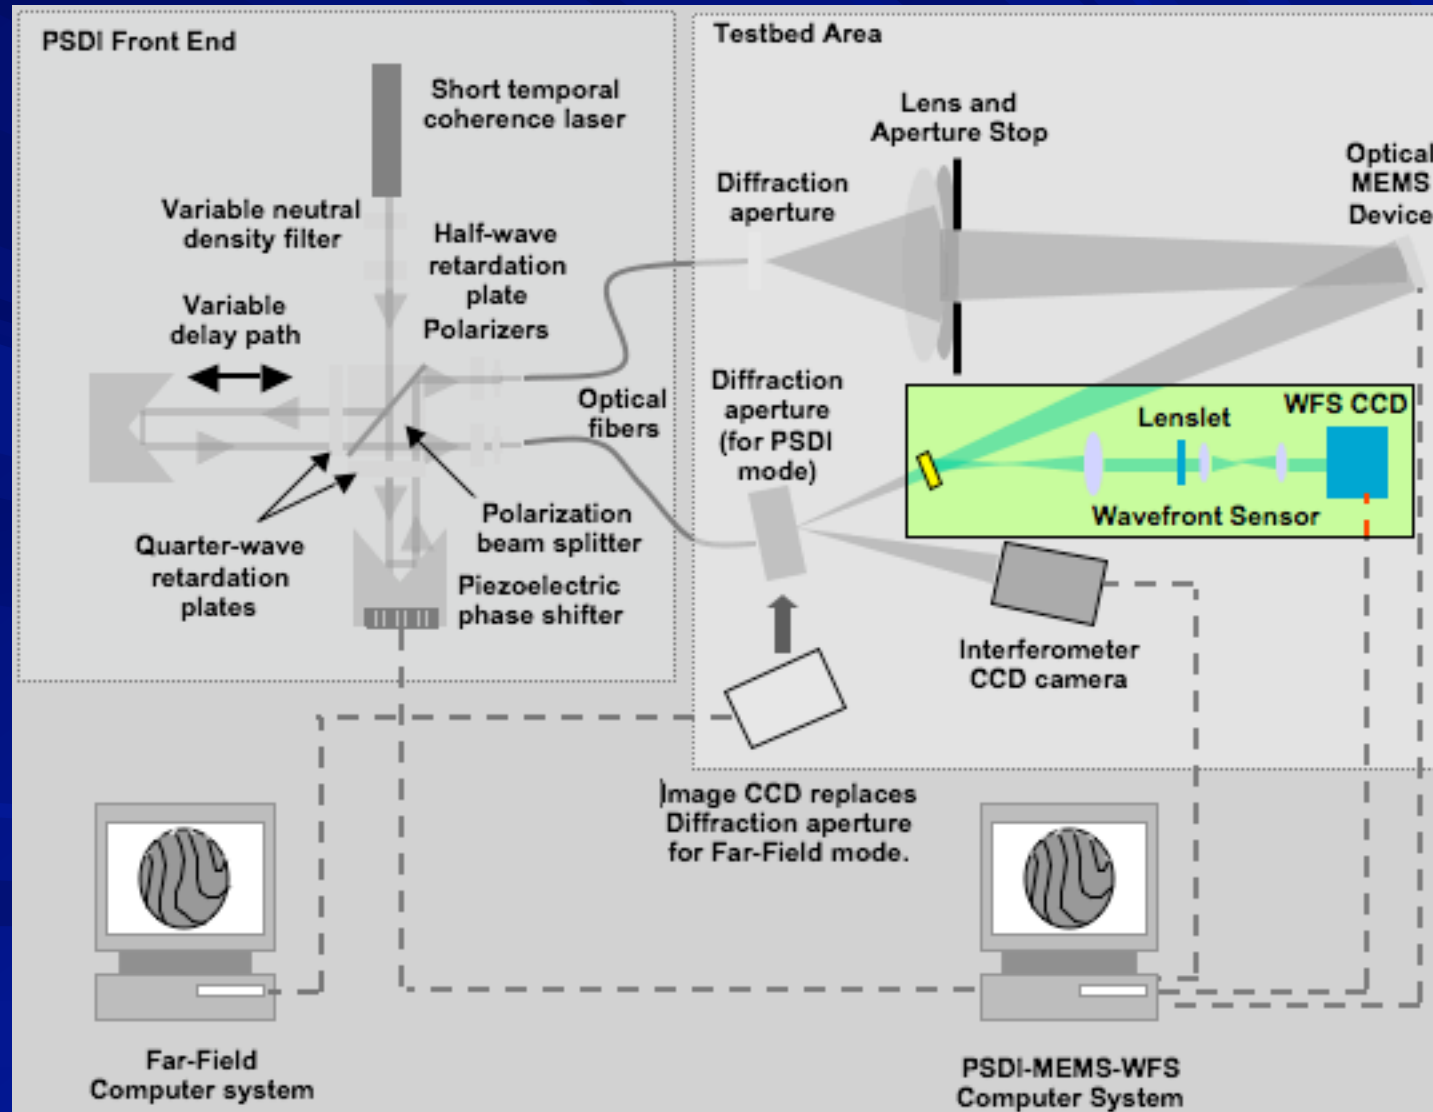 PSDI Front End
Short temporal
coherence laser
Variable neutral
density filter
Half-wave
retardation
plate
Polarizers
Variable
delay path
Optical
fibers
Quarter-wave
retardation
plates
Polarization
beam splitter
Piezoelectric
phase shifter
Testbed Area
Lens and
Aperture Stop
Diffraction
aperture
Optical
MEMS
Device
Diffraction
aperture
(for PSDI
mode)
Lenslet
WFS CCD
Wavefront Sensor
Interferometer
CCD camera
Image CCD replaces
Diffraction aperture
for Far-Field mode.
Far-Field
Computer system
PSDI-MEMS-WFS
Computer System